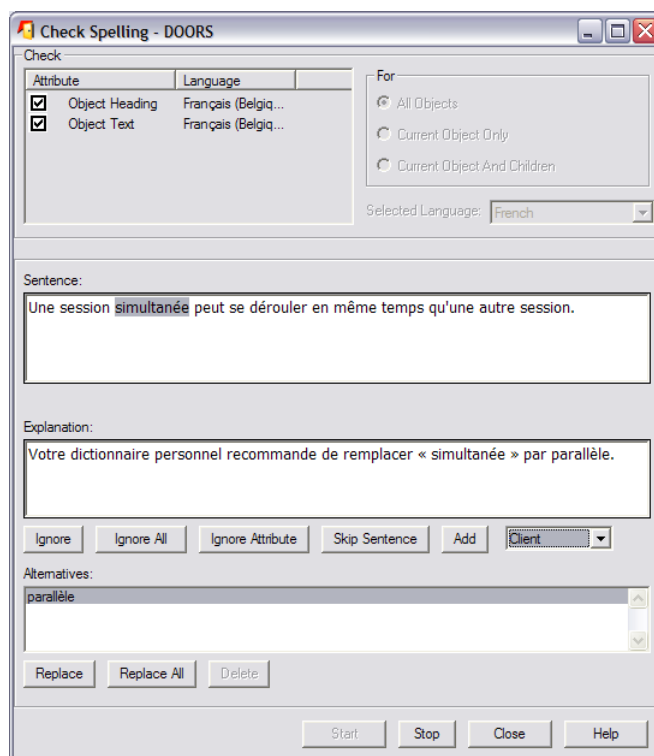 Check Spelling - DOORS
Check
Attribute Language
Object Heading Français (Belgiq...
Object Text Français (Belgiq...
For
All Objects
Current Object Only
Current Object And Children
Selected Language: French
Sentence:
Une session simultanée peut se dérouler en même temps qu'une autre session.
Explanation:
Votre dictionnaire personnel recommande de remplacer « simultanée » par parallèle.
Ignore Ignore All Ignore Attribute Skip Sentence Add Client
Alternatives:
parallèle
Replace Replace All Delete
Start Stop Close Help